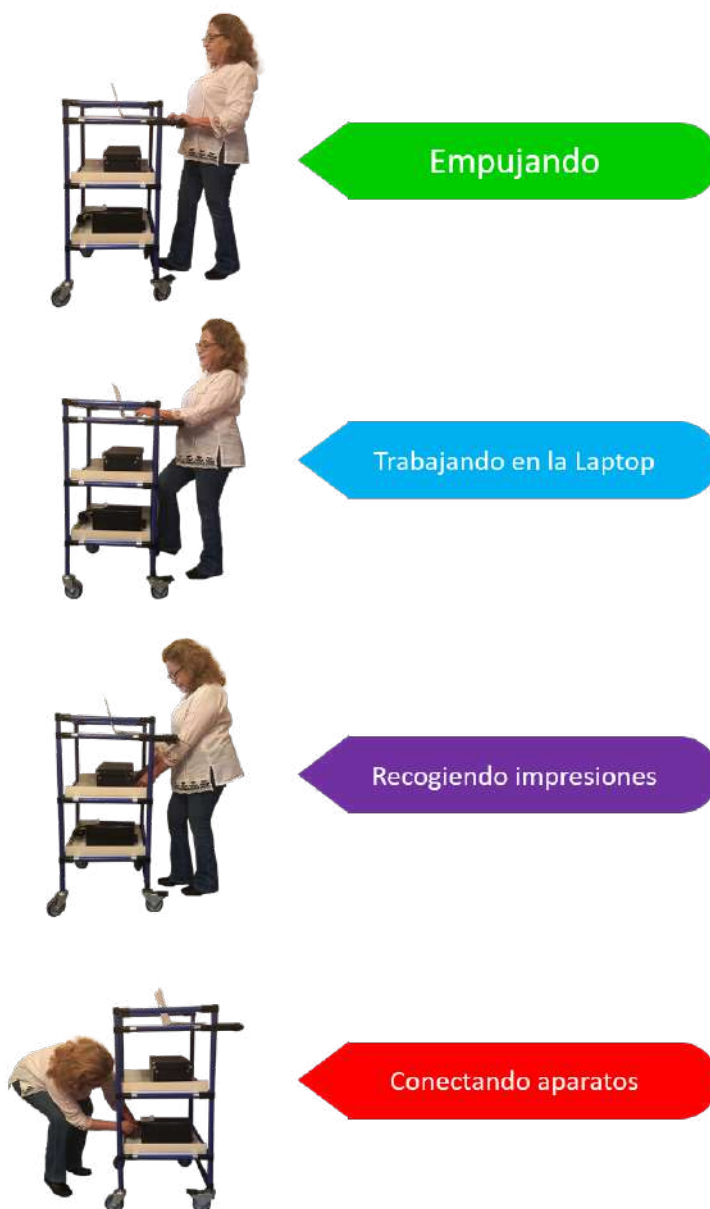 Empujando
Trabajando en la Laptop
Recogiendo impresiones
Conectando aparatos